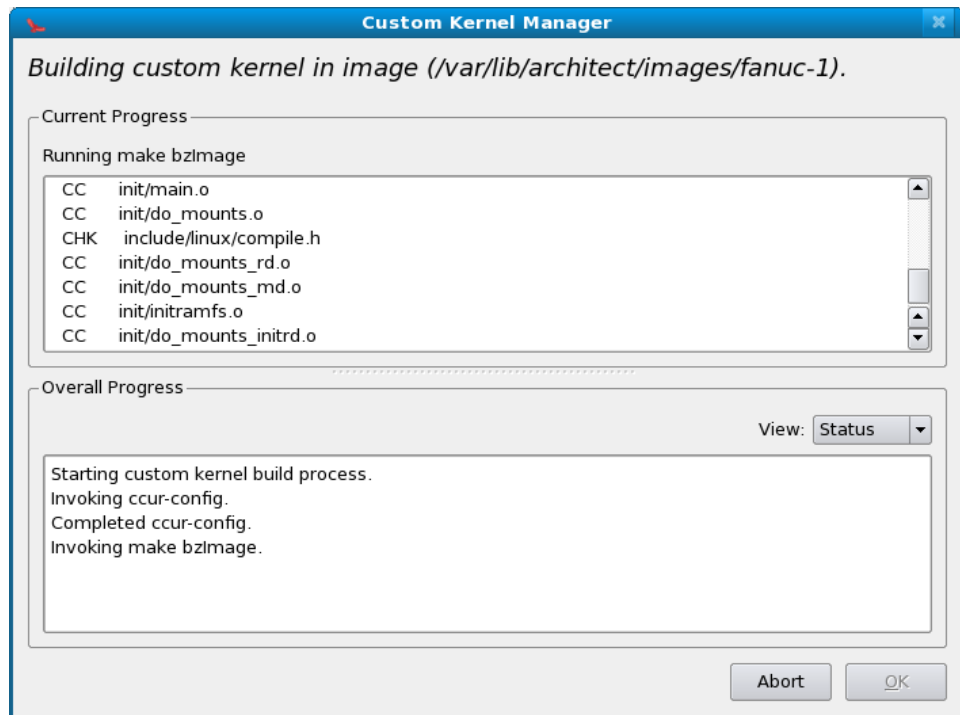 Custom Kernel Manager
Building custom kernel in image (/var/lib/architect/images/fanuc-1).
Current Progress
Running make bzImage
CC init/main.o
CC init/do_mounts.o
CHK include/linux/compile.h
CC init/do_mounts_rd.o
CC init/do_mounts_md.o
CC init/initramfs.o
CC init/do_mounts_initrd.o
Overall Progress
View: Status
Starting custom kernel build process.
Invoking ccur-config.
Completed ccur-config.
Invoking make bzImage.
Abort OK